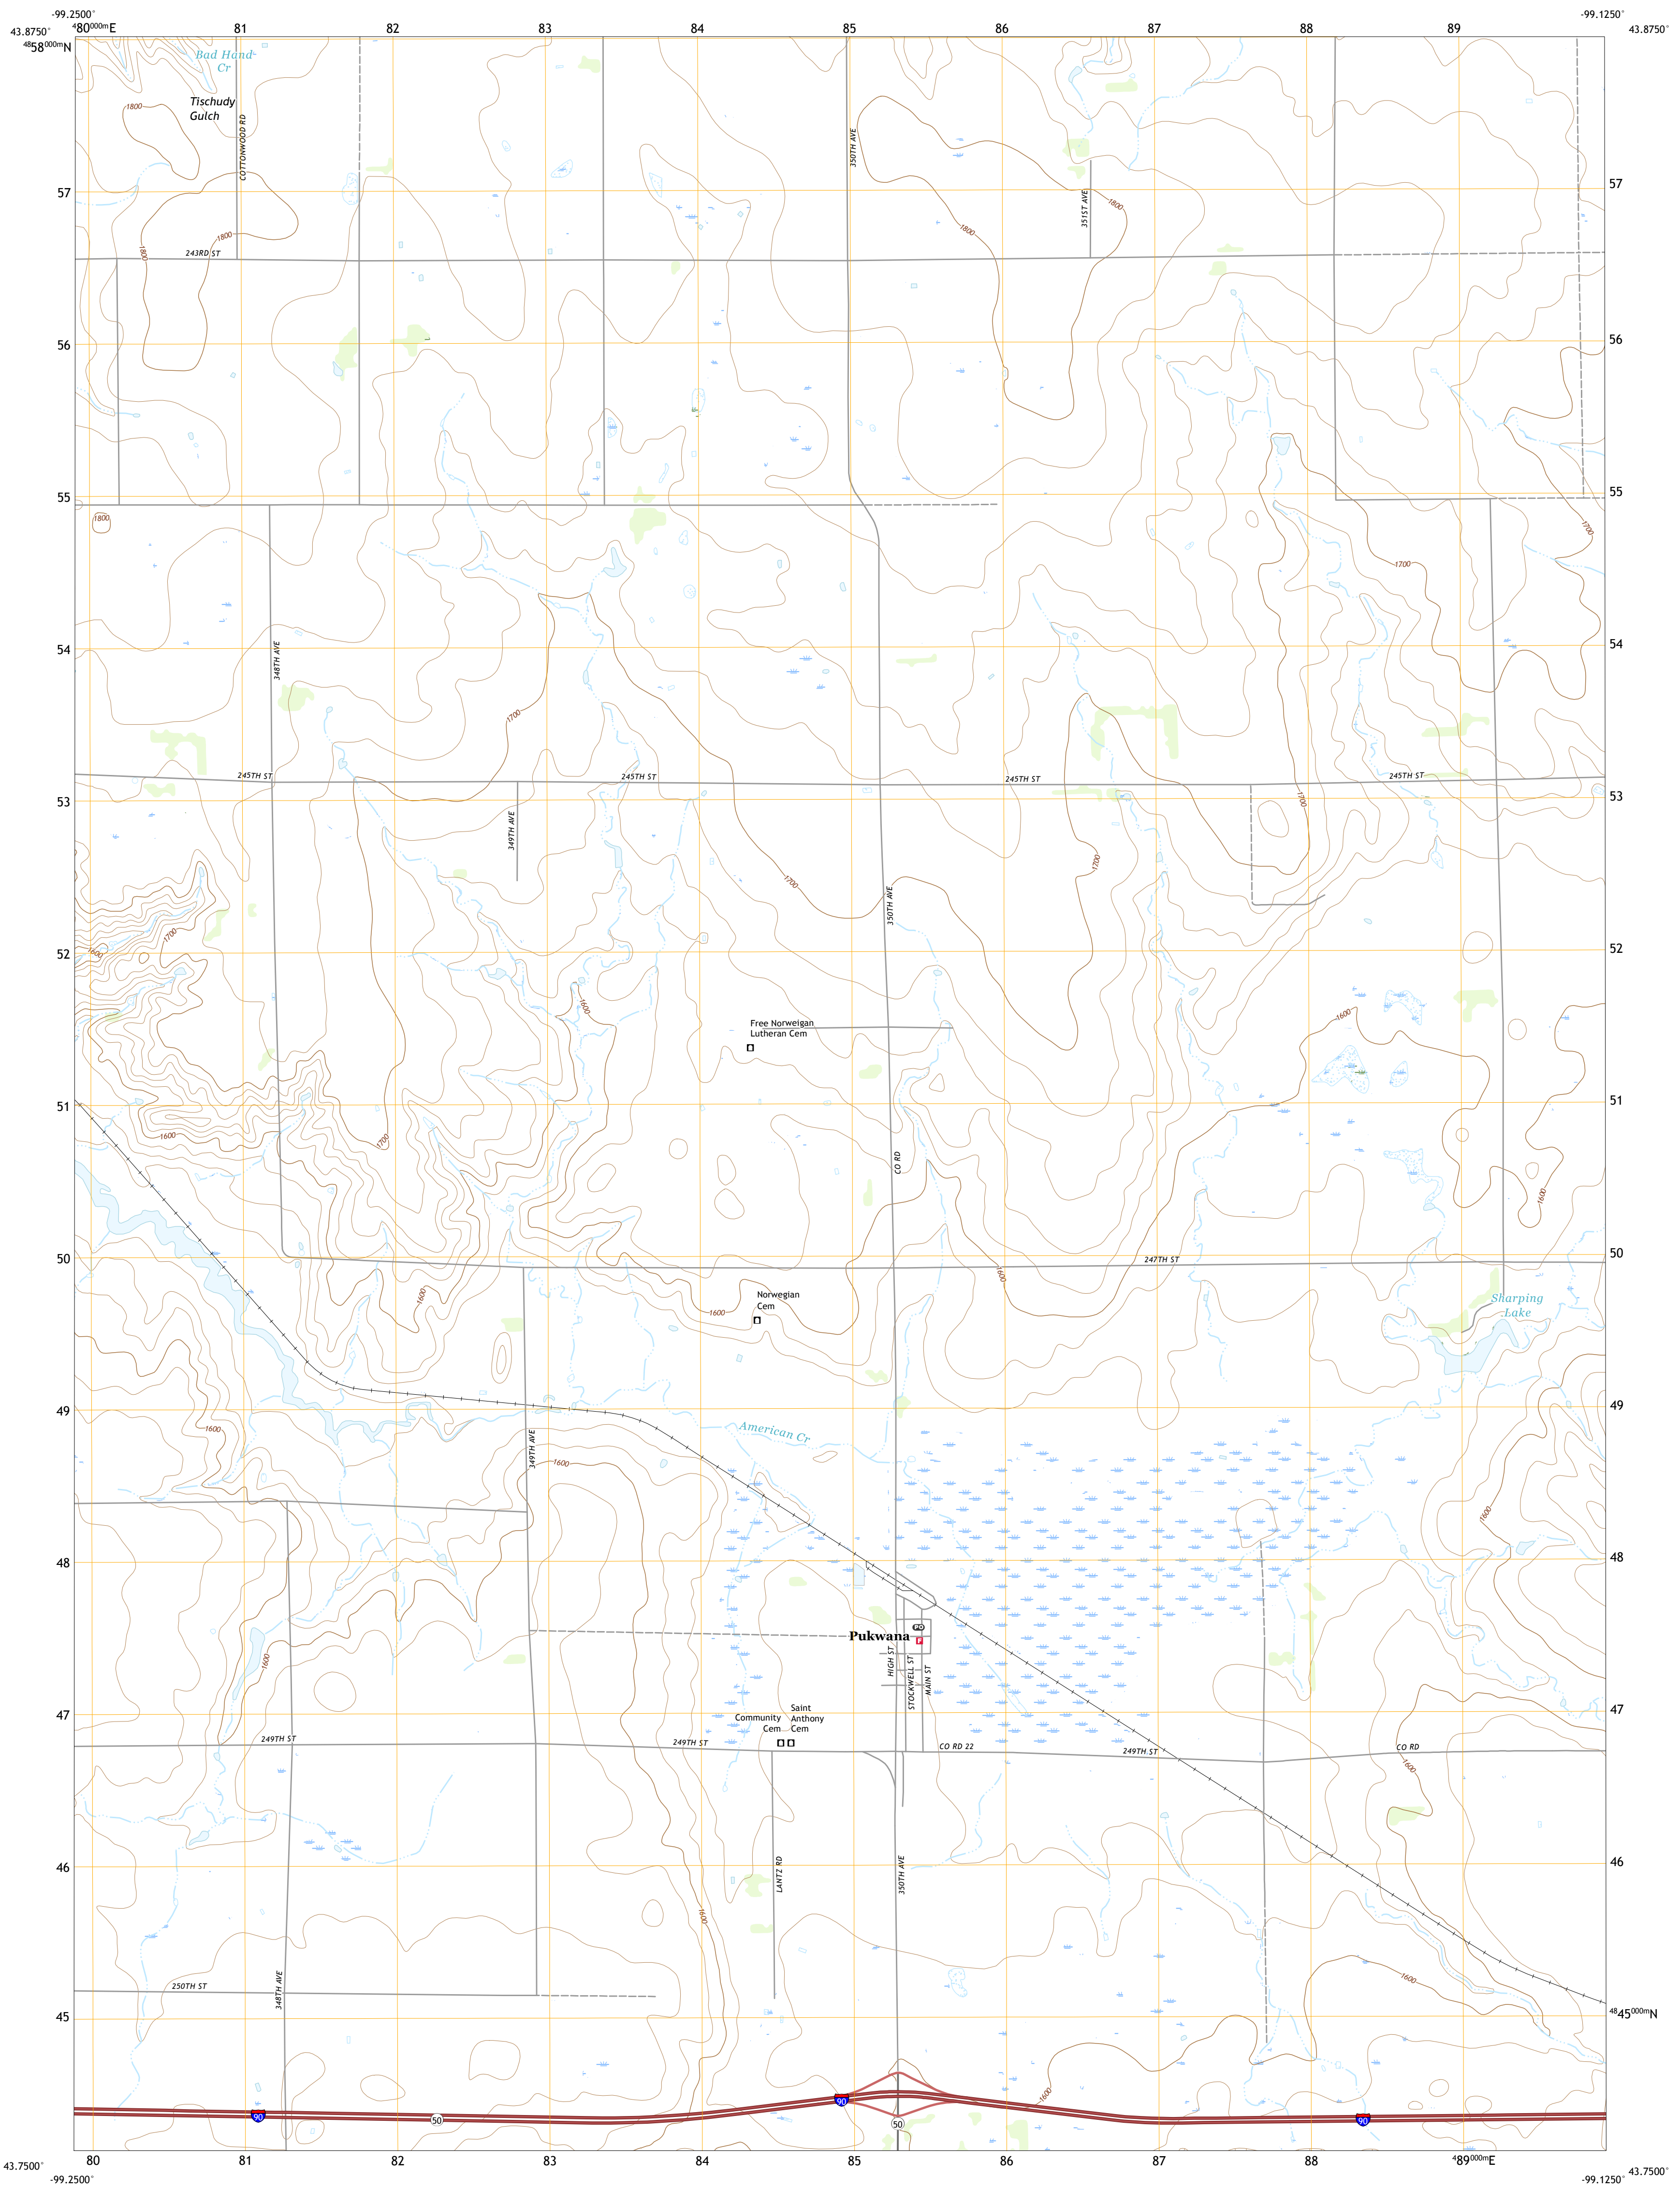 -99.2500°
-99.1250°
43.8750°
43.8750°
480000mE
81
82
83
84
85
86
87
88
89
4858000mN
Bad Hand
Cr
Tischudy
Gulch
1800
COTTONWOOD RD
350TH AVE
57
57
351ST AVE
1800
1800
1800
1800
243RD ST
56
56
55
55
1800
1700
1700
54
54
348TH AVE
1700
245TH ST
245TH ST
245TH ST
245TH ST
53
53
1700
349TH AVE
1700
1700
350TH AVE
1700
1600
52
52
1600
1600
Free Norweigan
Lutheran Cem
51
51
1600
1700
CO RD
1600
50
50
247TH ST
1600
1600
Norwegian
Cem
1600
Sharping
Lake
49
49
1600
American Cr
349TH AVE
1600
1600
48
48
PO
Pukwana
F
HIGH ST
STOCKWELL ST
MAIN ST
1600
47
47
Saint
Anthony
Cem
Community
Cem
249TH ST
249TH ST
CO RD 22
249TH ST
CO RD
1600
46
46
LANTZ RD
350TH AVE
1600
250TH ST
348TH AVE
1600
45
4845000mN
1600
90
50
90
50
90
80
81
82
83
84
85
86
87
88
489000mE
43.7500°
43.7500°
-99.2500°
-99.1250°